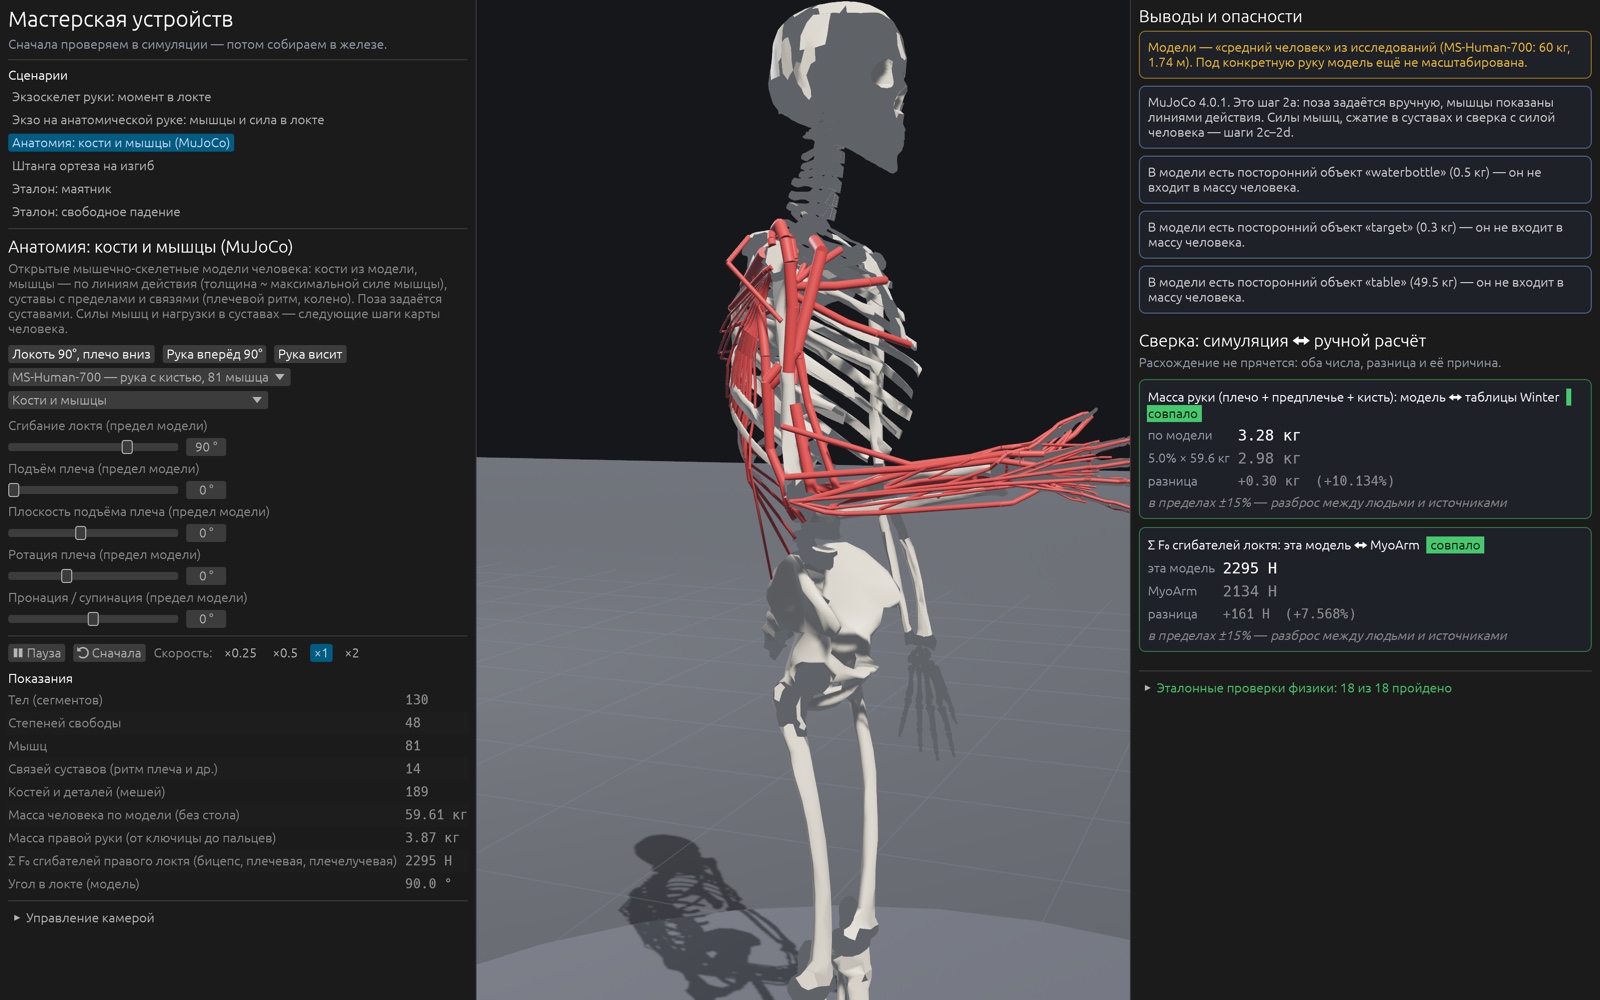 Мастерская устройств
Сначала проверяем в симуляции — потом собираем в железе.
Сценарии
Экзоскелет руки: момент в локте
Экзо на анатомической руке: мышцы и сила в локте
Анатомия: кости и мышцы (MuJoCo)
Штанга ортеза на изгиб
Эталон: маятник
Эталон: свободное падение
Анатомия: кости и мышцы (MuJoCo)
Открытые мышечно-скелетные модели человека: кости из модели,
мышцы — по линиям действия (толщина ~ максимальной силе мышцы),
суставы с пределами и связями (плечевой ритм, колено). Поза задаётся
суставами. Силы мышц и нагрузки в суставах — следующие шаги карты
человека.
Локоть 90°, плечо вниз Рука вперёд 90° Рука висит
MS-Human-700 — рука с кистью, 81 мышца
Кости и мышцы
Сгибание локтя (предел модели)
90 °
Подъём плеча (предел модели)
0 °
Плоскость подъёма плеча (предел модели)
0 °
Ротация плеча (предел модели)
0 °
Пронация / супинация (предел модели)
0 °
Пауза Сначала Скорость: ×0.25 ×0.5 ×1 ×2
Показания
Тел (сегментов) 130
Степеней свободы 48
Мышц 81
Связей суставов (ритм плеча и др.) 14
Костей и деталей (мешей) 189
Масса человека по модели (без стола) 59.61 кг
Масса правой руки (от ключицы до пальцев) 3.87 кг
Σ F₀ сгибателей правого локтя (бицепс, плечевая, плечелучевая) 2295 Н
Угол в локте (модель) 90.0 °
Управление камерой
Выводы и опасности
Модели — «средний человек» из исследований (MS-Human-700: 60 кг,
1.74 м). Под конкретную руку модель ещё не масштабирована.
MuJoCo 4.0.1. Это шаг 2a: поза задаётся вручную, мышцы показаны
линиями действия. Силы мышц, сжатие в суставах и сверка с силой
человека — шаги 2c–2d.
В модели есть посторонний объект «waterbottle» (0.5 кг) — он не
входит в массу человека.
В модели есть посторонний объект «target» (0.3 кг) — он не входит в
массу человека.
В модели есть посторонний объект «table» (49.5 кг) — он не входит в
массу человека.
Сверка: симуляция ⬌ ручной расчёт
Расхождение не прячется: оба числа, разница и её причина.
Масса руки (плечо + предплечье + кисть): модель ⬌ таблицы Winter
совпало
по модели 3.28 кг
5.0% × 59.6 кг 2.98 кг
разница +0.30 кг (+10.134%)
в пределах ±15% — разброс между людьми и источниками
Σ F₀ сгибателей локтя: эта модель ⬌ MyoArm совпало
эта модель 2295 Н
MyoArm 2134 Н
разница +161 Н (+7.568%)
в пределах ±15% — разброс между людьми и источниками
Эталонные проверки физики: 18 из 18 пройдено